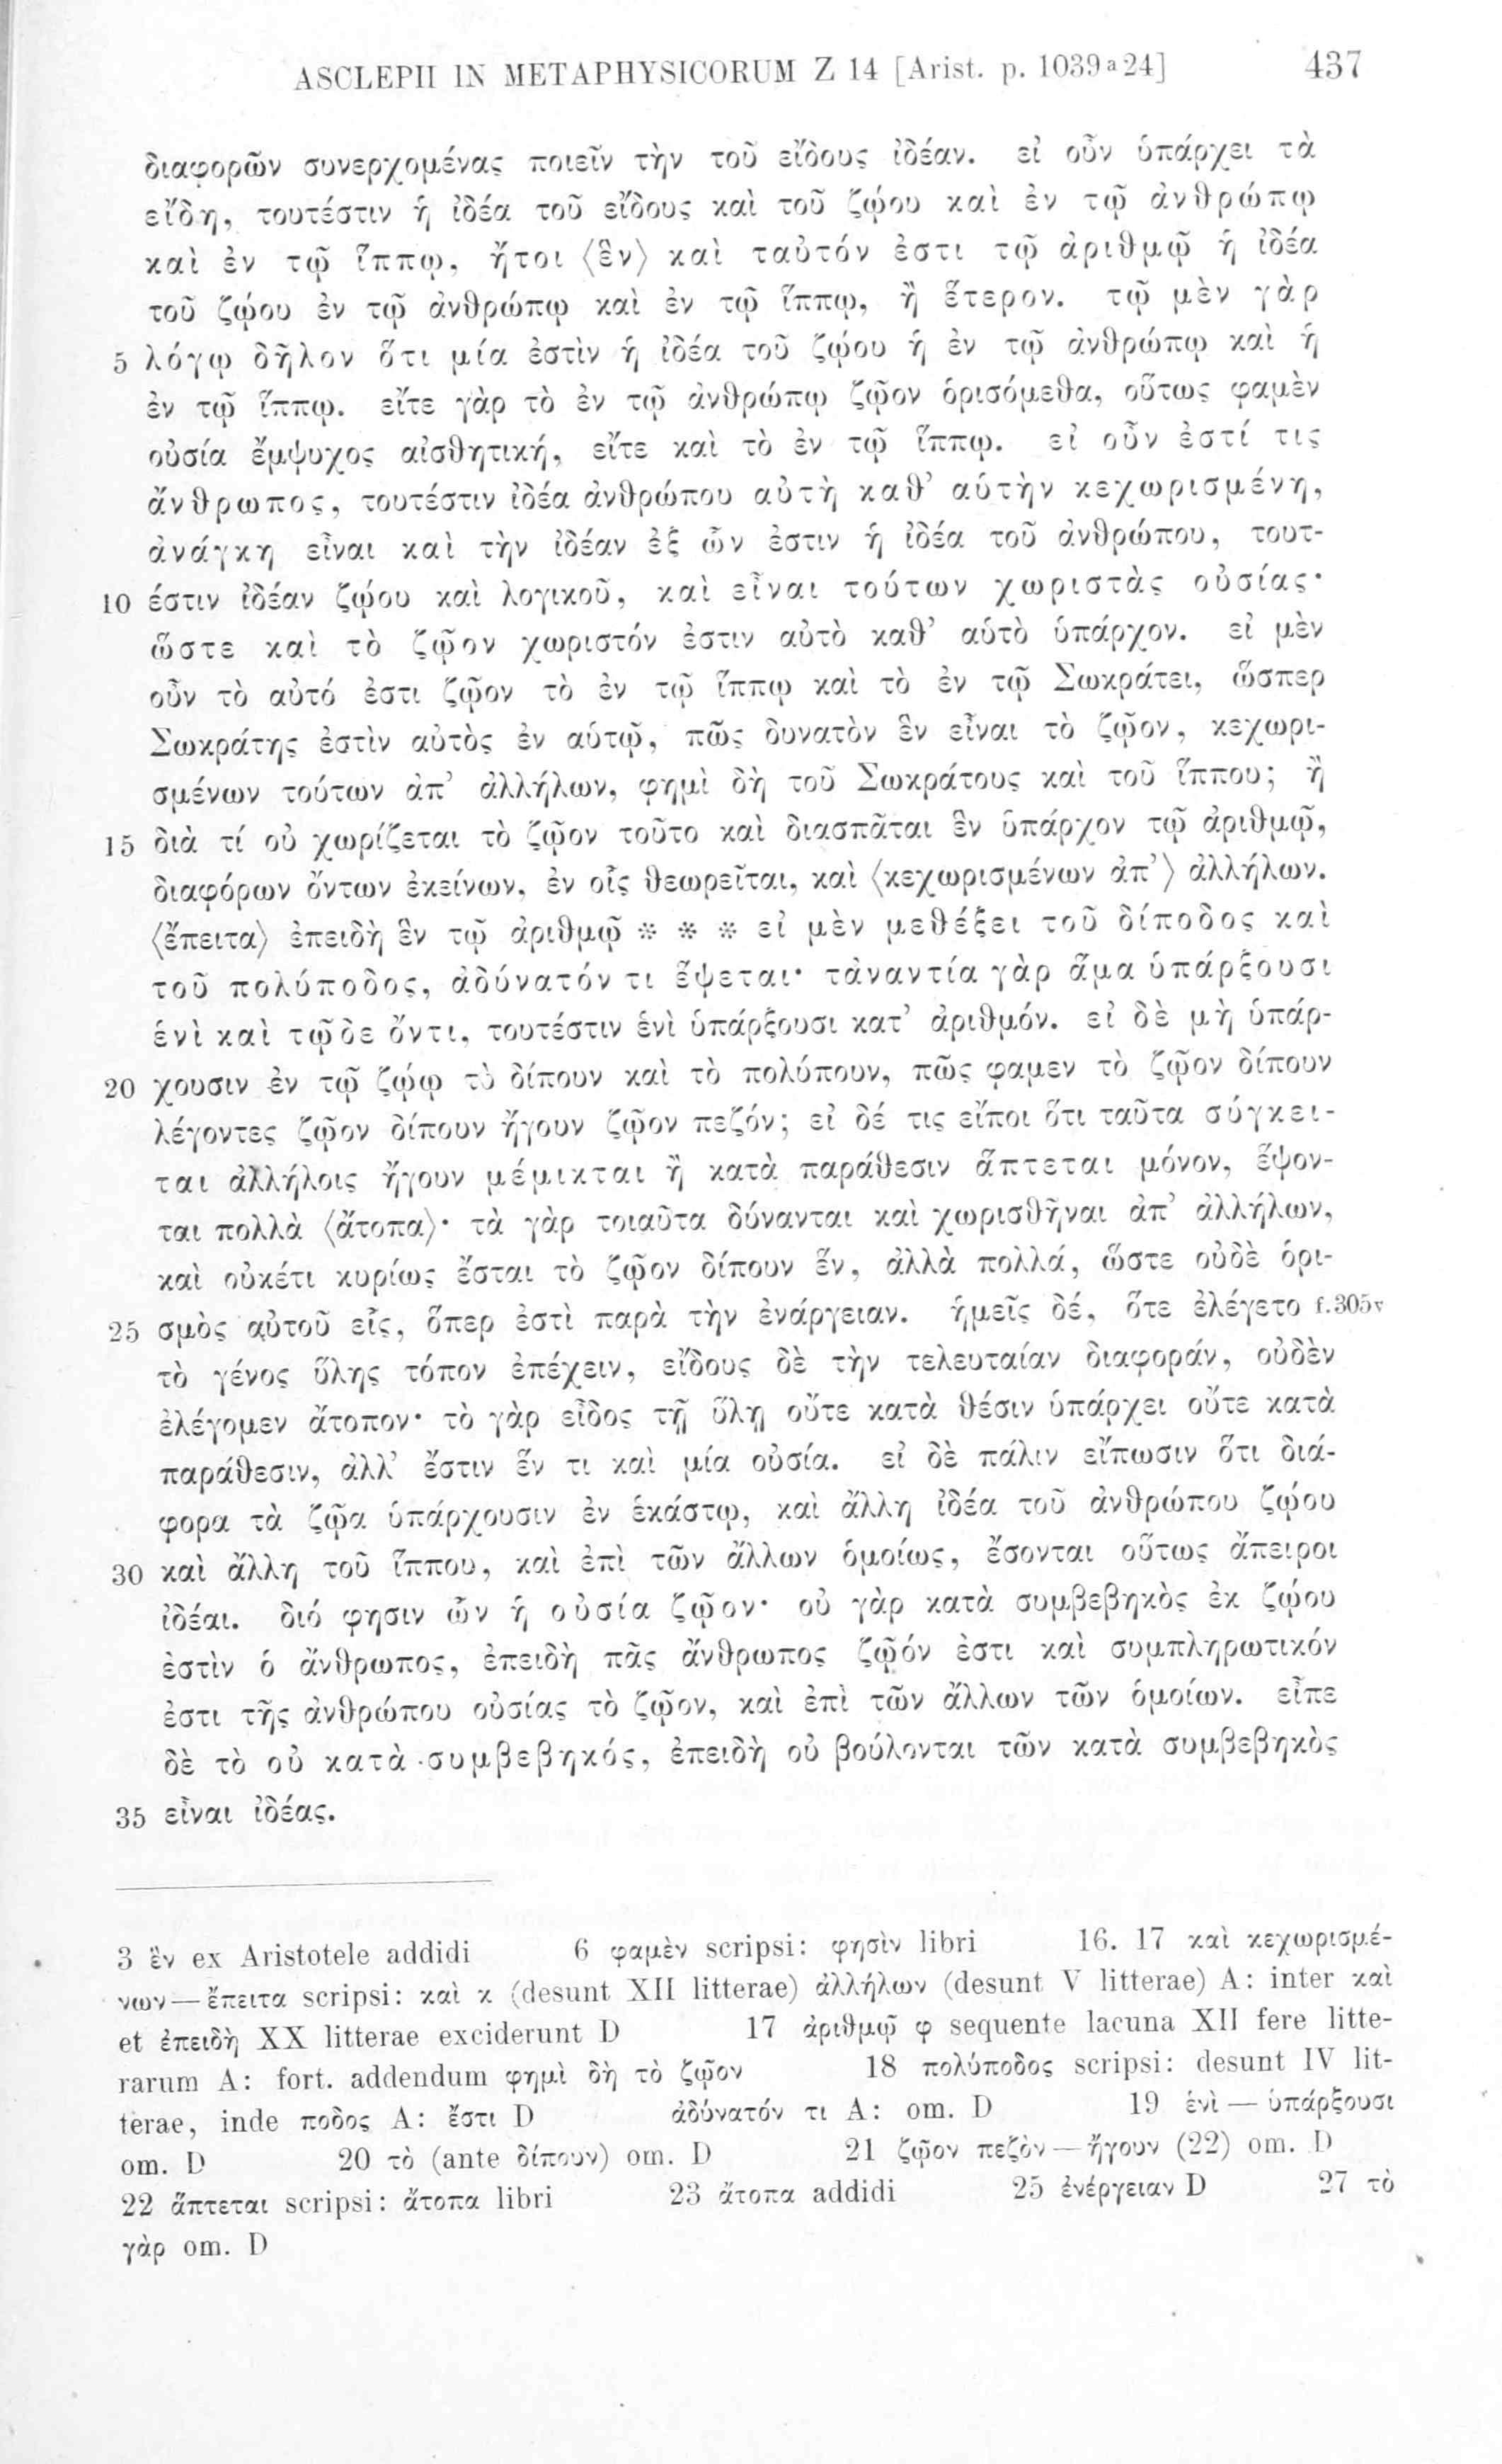 ASCLEPII IN METAPHYSICORUM Z 14 [Arist. p. 1039 a 24] 437
διαφορῶν συνερχομένας ποιεῖν τὴν τοῦ εἴδους ἰδέαν. εἰ οὖν ὑπάρχει τὰ
εἴδη, τουτέστιν ἡ ἰδέα τοῦ εἴδους καὶ τοῦ ζῴου καὶ ἐν τῷ ἀνθρώπῳ
καὶ ἐν τῷ ἵππῳ, ἤτοι ⟨ἓν⟩ καὶ ταὐτόν ἐστι τῷ ἀριθμῷ ἡ ἰδέα
τοῦ ζῴου ἐν τῷ ἀνθρώπῳ καὶ ἐν τῷ ἵππῳ, ἢ ἕτερον. τῷ μὲν γὰρ
5 λόγῳ δῆλον ὅτι μία ἐστὶν ἡ ἰδέα τοῦ ζῴου ἡ ἐν τῷ ἀνθρώπῳ καὶ ἡ
ἐν τῷ ἵππῳ. εἴτε γὰρ τὸ ἐν τῷ ἀνθρώπῳ ζῷον ὁρισόμεθα, οὕτως φαμὲν
οὐσία ἔμψυχος αἰσθητική, εἴτε καὶ τὸ ἐν τῷ ἵππῳ. εἰ οὖν ἐστί τις
ἄνθρωπος, τουτέστιν ἰδέα ἀνθρώπου αὐτὴ καθ’ αὑτὴν κεχωρισμένη,
ἀνάγκη εἶναι καὶ τὴν ἰδέαν ἐξ ὧν ἐστιν ἡ ἰδέα τοῦ ἀνθρώπου, τουτ-
10 έστιν ἰδέαν ζῴου καὶ λογικοῦ, καὶ εἶναι τούτων χωριστὰς οὐσίας·
ὥστε καὶ τὸ ζῷον χωριστόν ἐστιν αὐτὸ καθ’ αὑτὸ ὑπάρχον. εἰ μὲν
οὖν τὸ αὐτό ἐστι ζῷον τὸ ἐν τῷ ἵππῳ καὶ τὸ ἐν τῷ Σωκράτει, ὥσπερ
Σωκράτης ἐστὶν αὐτὸς ἐν αὑτῷ, πῶς δυνατὸν ἓν εἶναι τὸ ζῷον, κεχωρι-
σμένων τούτων ἀπ’ ἀλλήλων, φημὶ δὴ τοῦ Σωκράτους καὶ τοῦ ἵππου; ἢ
15 διὰ τί οὐ χωρίζεται τὸ ζῷον τοῦτο καὶ διασπᾶται ἓν ὑπάρχον τῷ ἀριθμῷ,
διαφόρων ὄντων ἐκείνων, ἐν οἷς θεωρεῖται, καὶ ⟨κεχωρισμένων ἀπ’⟩ ἀλλήλων.
⟨ἔπειτα⟩ ἐπειδὴ ἓν τῷ ἀριθμῷ * * * εἰ μὲν μεθέξει τοῦ δίποδος καὶ
τοῦ πολύποδος, ἀδύνατόν τι ἕψεται· τἀναντία γὰρ ἅμα ὑπάρξουσι
ἑνὶ καὶ τῷδε ὄντι, τουτέστιν ἑνὶ ὑπάρξουσι κατ’ ἀριθμόν. εἰ δὲ μὴ ὑπάρ-
20 χουσιν ἐν τῷ ζῴῳ τὸ δίπουν καὶ τὸ πολύπουν, πῶς φαμεν τὸ ζῷον δίπουν
λέγοντες ζῷον δίπουν ἤγουν ζῷον πεζόν; εἰ δέ τις εἴποι ὅτι ταῦτα σύγκει-
ται ἀλλήλοις ἤγουν μέμικται ἢ κατὰ παράθεσιν ἅπτεται μόνον, ἕψον-
ται πολλὰ ⟨ἄτοπα⟩· τὰ γὰρ τοιαῦτα δύνανται καὶ χωρισθῆναι ἀπ’ ἀλλήλων,
καὶ οὐκέτι κυρίως ἔσται τὸ ζῷον δίπουν ἕν, ἀλλὰ πολλά, ὥστε οὐδὲ ὁρι-
25 σμὸς αὐτοῦ εἷς, ὅπερ ἐστὶ παρὰ τὴν ἐνάργειαν. ἡμεῖς δέ, ὅτε ἐλέγετο f.305v
τὸ γένος ὕλης τόπον ἐπέχειν, εἴδους δὲ τὴν τελευταίαν διαφοράν, οὐδὲν
ἐλέγομεν ἄτοπον· τὸ γὰρ εἶδος τῇ ὕλῃ οὔτε κατὰ θέσιν ὑπάρχει οὔτε κατὰ
παράθεσιν, ἀλλ’ ἔστιν ἕν τι καὶ μία οὐσία. εἰ δὲ πάλιν εἴπωσιν ὅτι διά-
φορα τὰ ζῷα ὑπάρχουσιν ἐν ἑκάστῳ, καὶ ἄλλη ἰδέα τοῦ ἀνθρώπου ζῴου
30 καὶ ἄλλη τοῦ ἵππου, καὶ ἐπὶ τῶν ἄλλων ὁμοίως, ἔσονται οὕτως ἄπειροι
ἰδέαι. διό φησιν ὧν ἡ οὐσία ζῷον· οὐ γὰρ κατὰ συμβεβηκὸς ἐκ ζῴου
ἐστὶν ὁ ἄνθρωπος, ἐπειδὴ πᾶς ἄνθρωπος ζῷόν ἐστι καὶ συμπληρωτικόν
ἐστι τῆς ἀνθρώπου οὐσίας τὸ ζῷον, καὶ ἐπὶ τῶν ἄλλων τῶν ὁμοίων. εἶπε
δὲ τὸ οὐ κατὰ συμβεβηκός, ἐπειδὴ οὐ βούλονται τῶν κατὰ συμβεβηκὸς
35 εἶναι ἰδέας.
3 ἓν ex Aristotele addidi 6 φαμὲν scripsi: φησὶν libri 16. 17 καὶ κεχωρισμέ-
νων — ἔπειτα scripsi: καὶ κ (desunt XII litterae) ἀλλήλων (desunt V litterae) A: inter καὶ
et ἐπειδὴ XX litterae exciderunt D 17 ἀριθμῷ φ sequente lacuna XII fere litte-
rarum A: fort. addendum φημὶ δὴ τὸ ζῷον 18 πολύποδος scripsi: desunt IV lit-
terae, inde ποδος A: ἔστι D ἀδύνατόν τι A: om. D 19 ἑνὶ — ὑπάρξουσι
om. D 20 τὸ (ante δίπουν) om. D 21 ζῷον πεζὸν — ἤγουν (22) om. D
22 ἅπτεται scripsi: ἄτοπα libri 23 ἄτοπα addidi 25 ἐνέργειαν D 27 τὸ
γὰρ om. D